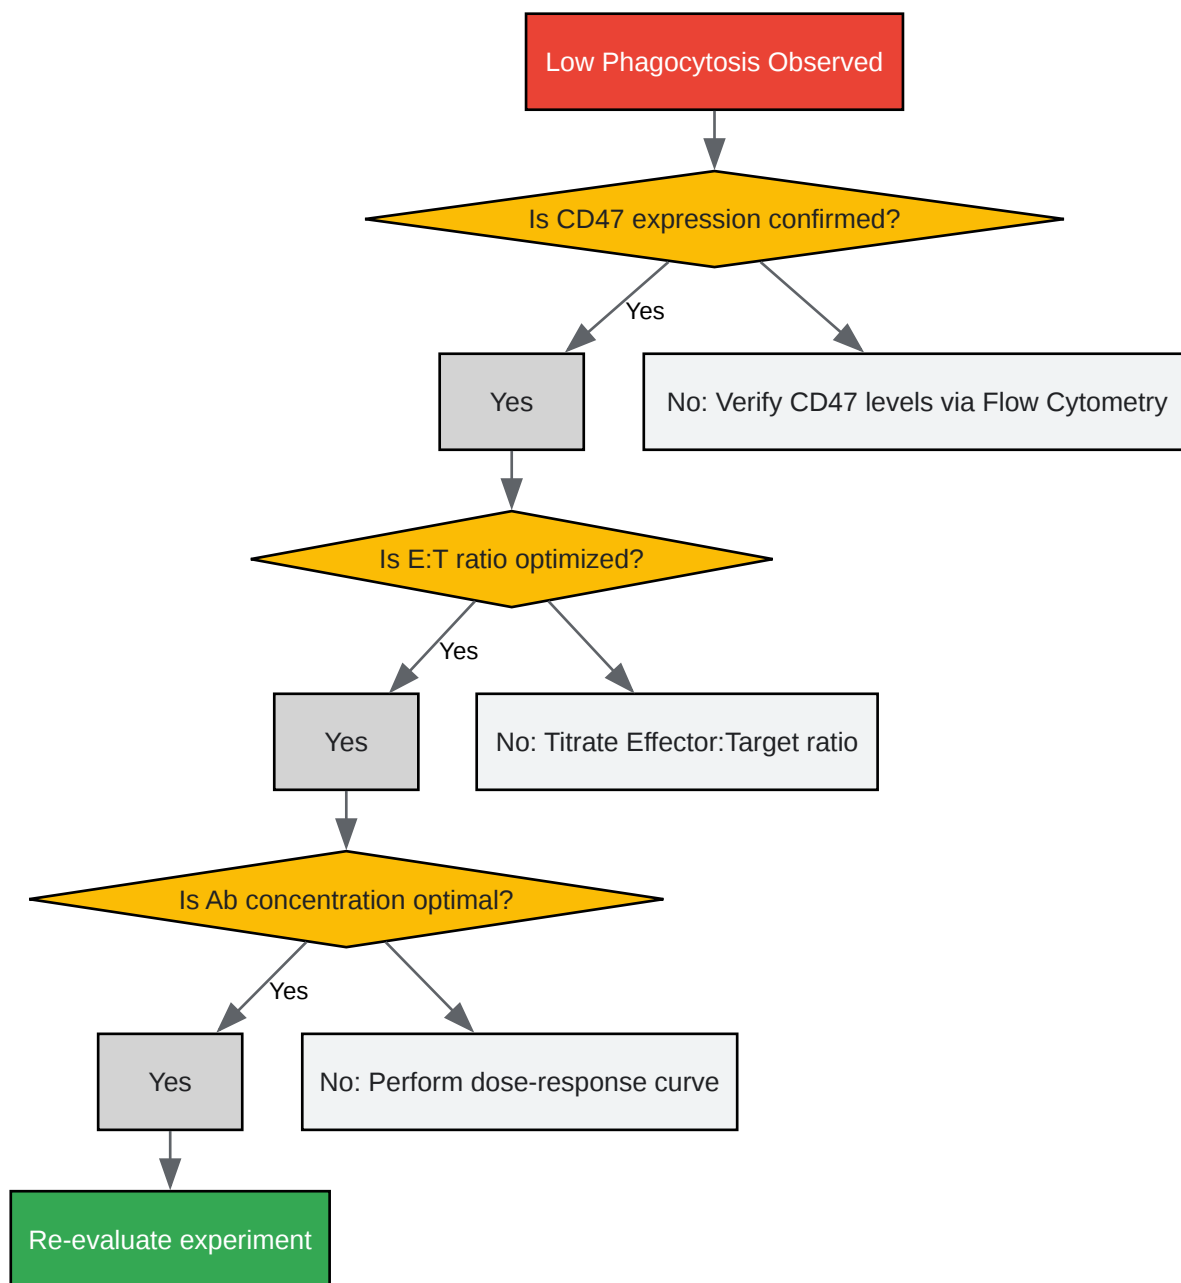 Low Phagocytosis Observed
Is CD47 expression confirmed?
Yes
Yes
No: Verify CD47 levels via Flow Cytometry
Is E:T ratio optimized?
Yes
Yes
No: Titrate Effector:Target ratio
Is Ab concentration optimal?
Yes
Yes
No: Perform dose-response curve
Re-evaluate experiment